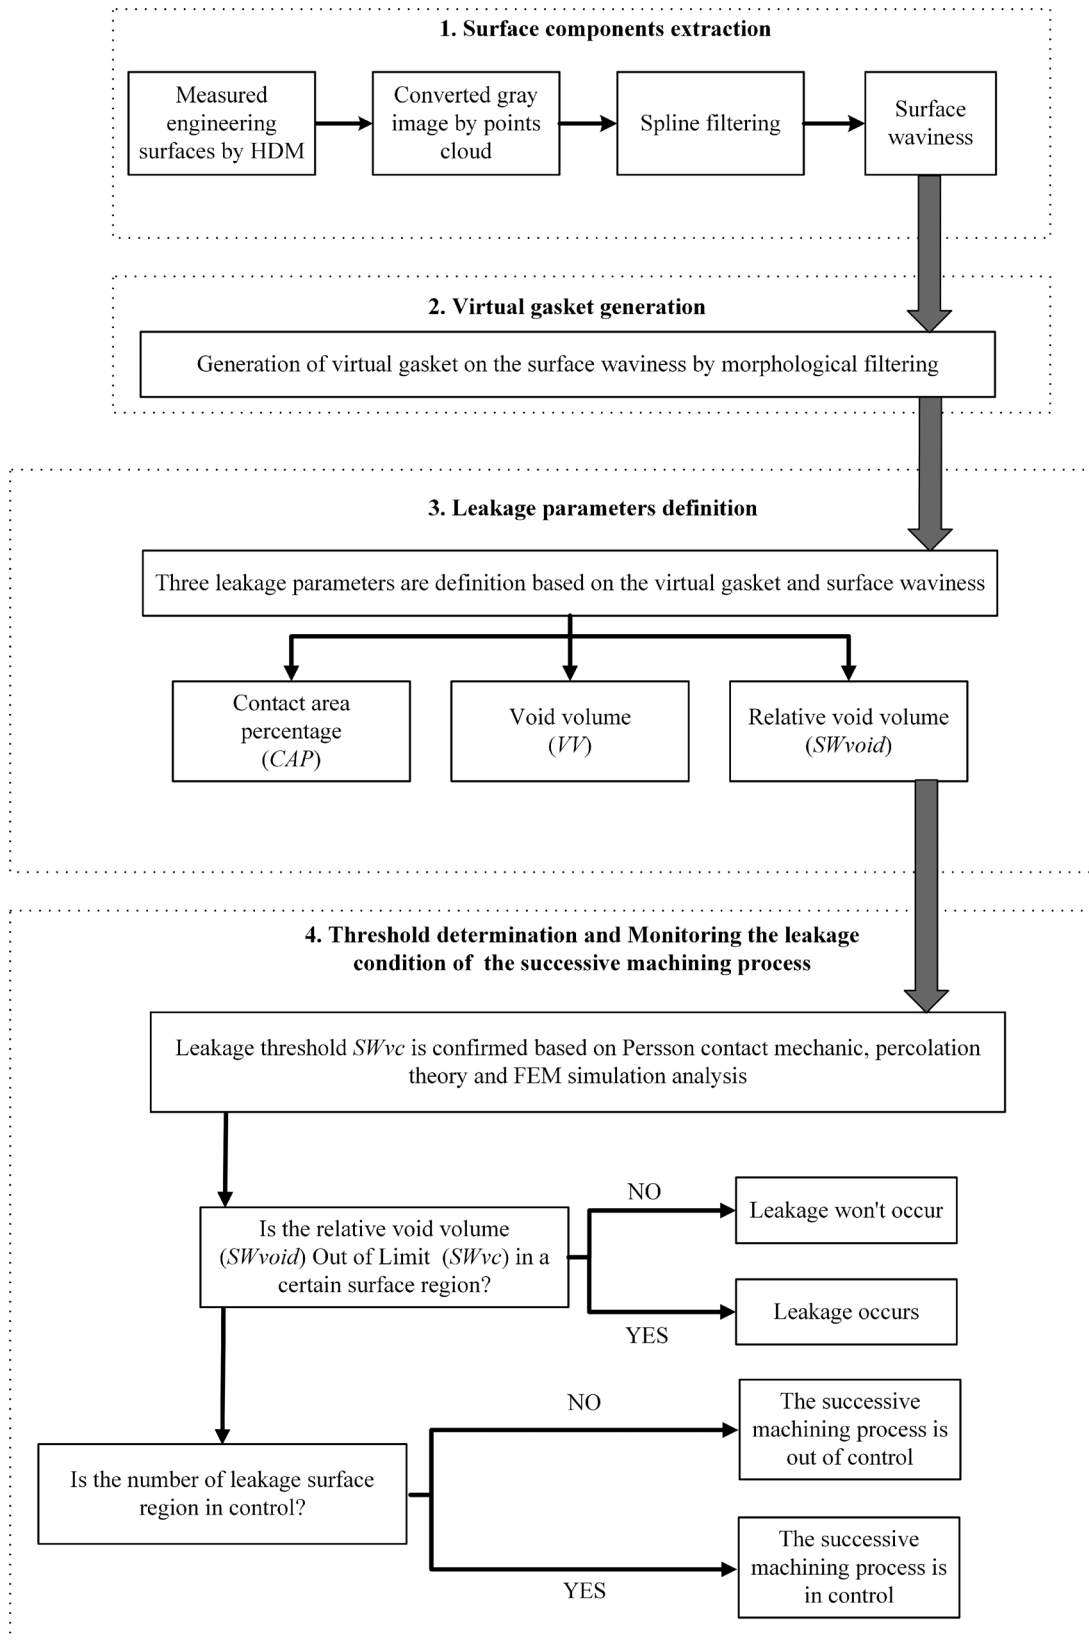 1. Surface components extraction
Measured
engineering
surfaces by HDM
Converted gray
image by points
cloud
Spline filtering
Surface
waviness
2. Virtual gasket generation
Generation of virtual gasket on the surface waviness by morphological filtering
3. Leakage parameters definition
Three leakage parameters are definition based on the virtual gasket and surface waviness
Contact area
percentage
(CAP)
Void volume
(VV)
Relative void volume
(SWvoid)
4. Threshold determination and Monitoring the leakage
condition of the successive machining process
Leakage threshold SWvc is confirmed based on Persson contact mechanic, percolation
theory and FEM simulation analysis
Is the relative void volume
(SWvoid) Out of Limit (SWvc) in a
certain surface region?
NO
Leakage won't occur
YES
Leakage occurs
Is the number of leakage surface
region in control?
NO
The successive
machining process is
out of control
YES
The successive
machining process is
in control